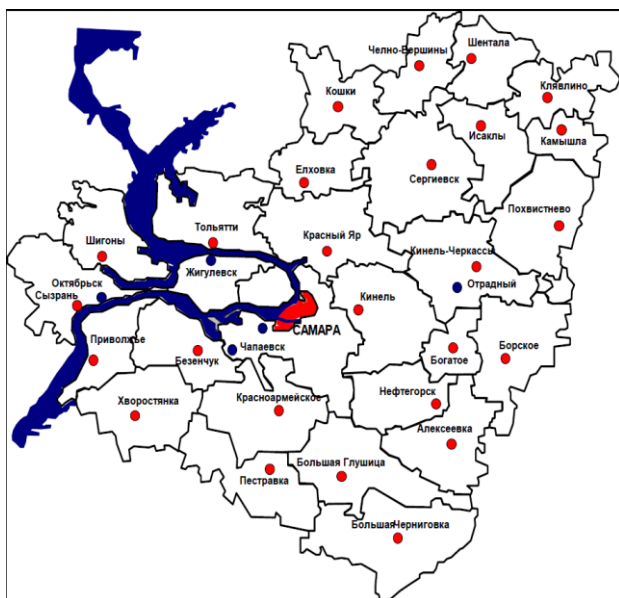 Шентала
Челно-Вершины
Клявлино
Кошки
Исаклы
Камышла
Елховка
Сергиевск
Похвистнево
Тольятти
Красный Яр
Шигоны
Кинель-Черкассы
Жигулевск
Октябрьск
Отрадный
Сызрань
Кинель
САМАРА
Приволжье
Чапаевск
Безенчук
Богатое
Борское
Хворостянка
Красноармейское
Нефтегорск
Алексеевка
Большая Глушица
Пестравка
Большая Черниговка